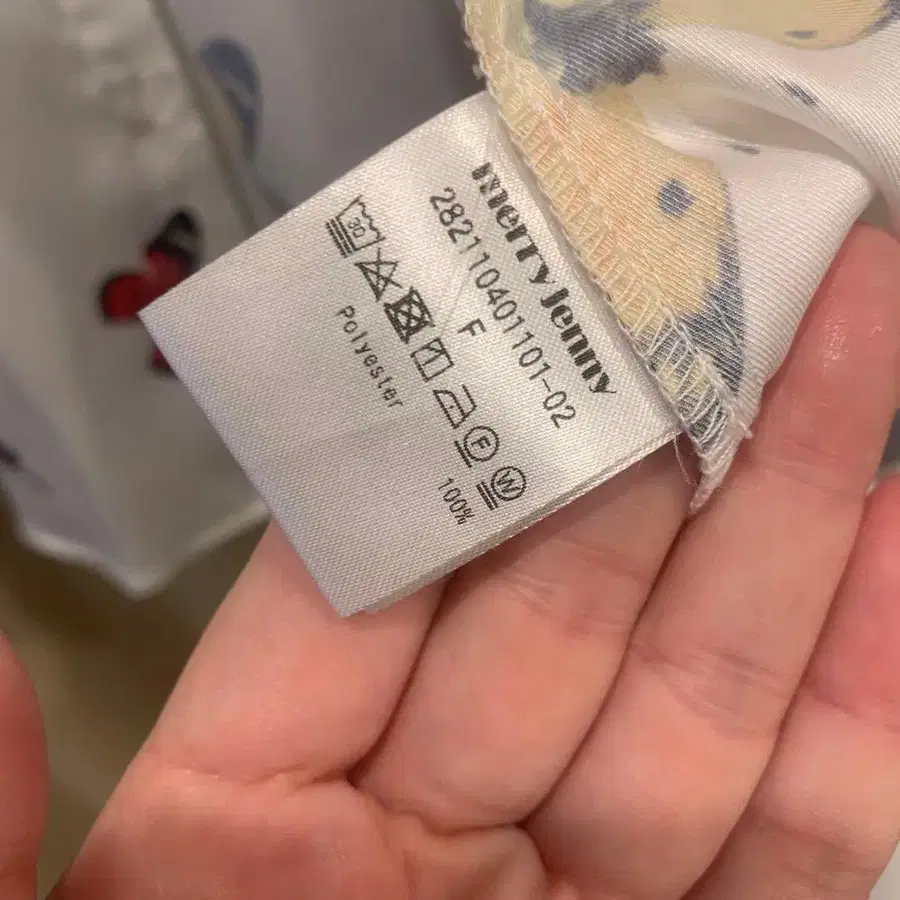 merry jenny
282110401101-02
F
30
F
W
Polyester 100%